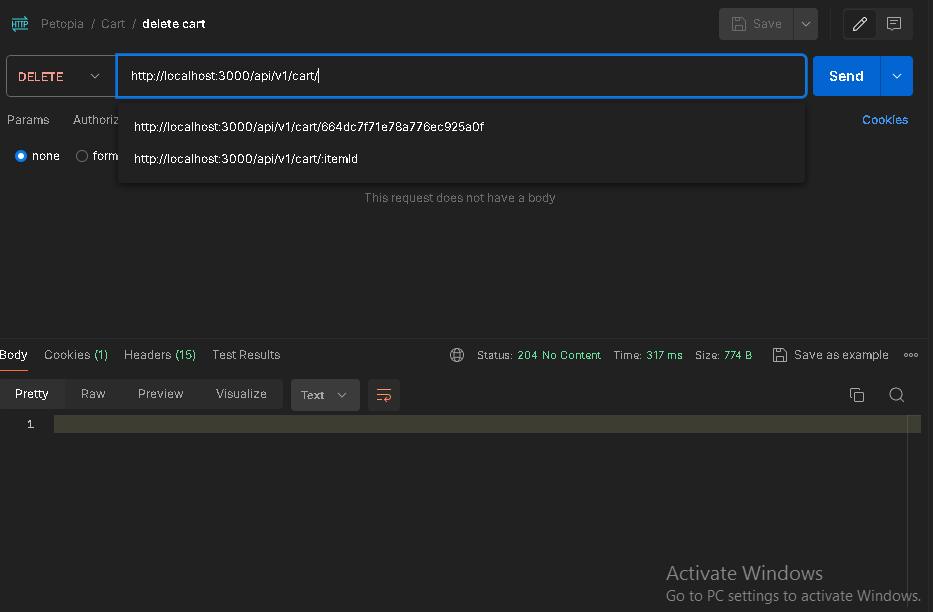 HTTP Petopia / Cart / delete cart Save
DELETE http://localhost:3000/api/v1/cart/ Send
Params Authoriz Cookies
http://localhost:3000/api/v1/cart/664dc7f71e78a776ec925a0f
none form http://localhost:3000/api/v1/cart/:itemId
This request does not have a body
Body Cookies (1) Headers (15) Test Results Status: 204 No Content Time: 317 ms Size: 774 B Save as example
Pretty Raw Preview Visualize Text
1
Activate Windows
Go to PC settings to activate Windows.